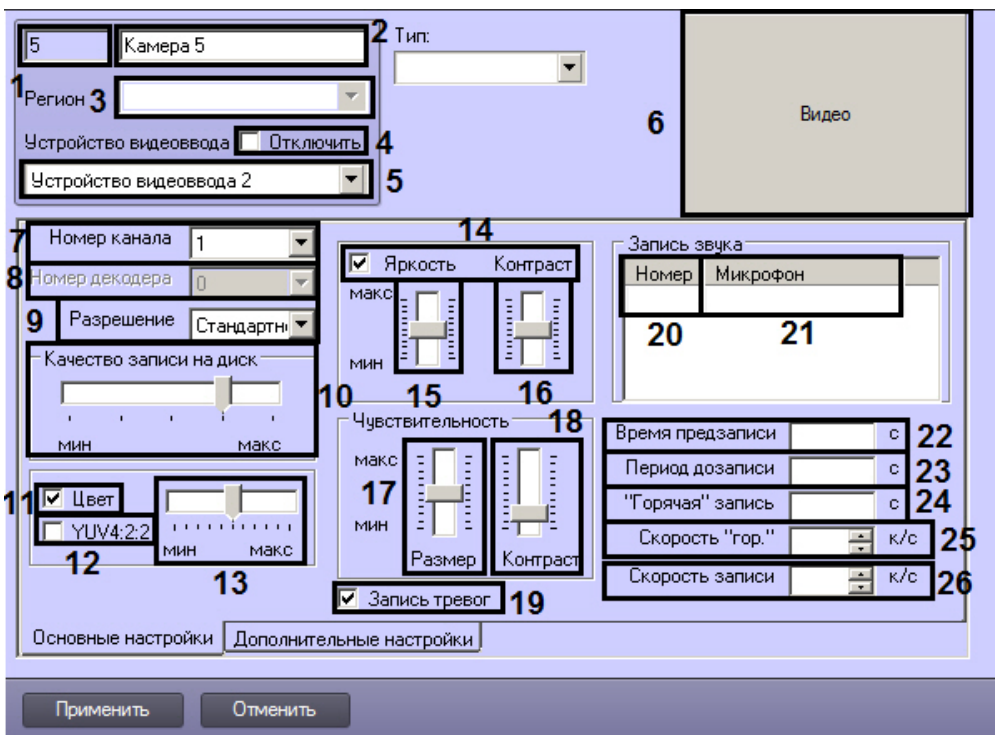 5 Камера 5 2 Тип:
1 Регион 3
6 Видео
Устройство видеоввода Отключить 4
Устройство видеоввода 2 5
7 Номер канала 1
8 Номер декодера 0
9 Разрешение Стандартн
Качество записи на диск
мин макс 10
11 Цвет
YUV4:2:2
12
мин макс
13
14
Яркость Контраст
макс
мин
15 16
Чувствительность 18
макс
17
мин
Размер Контраст
Запись тревог 19
Запись звука
Номер Микрофон
20 21
Время предзаписи с 22
Период дозаписи с 23
"Горячая" запись с 24
Скорость "гор." к/с 25
Скорость записи к/с 26
Основные настройки Дополнительные настройки
Применить Отменить